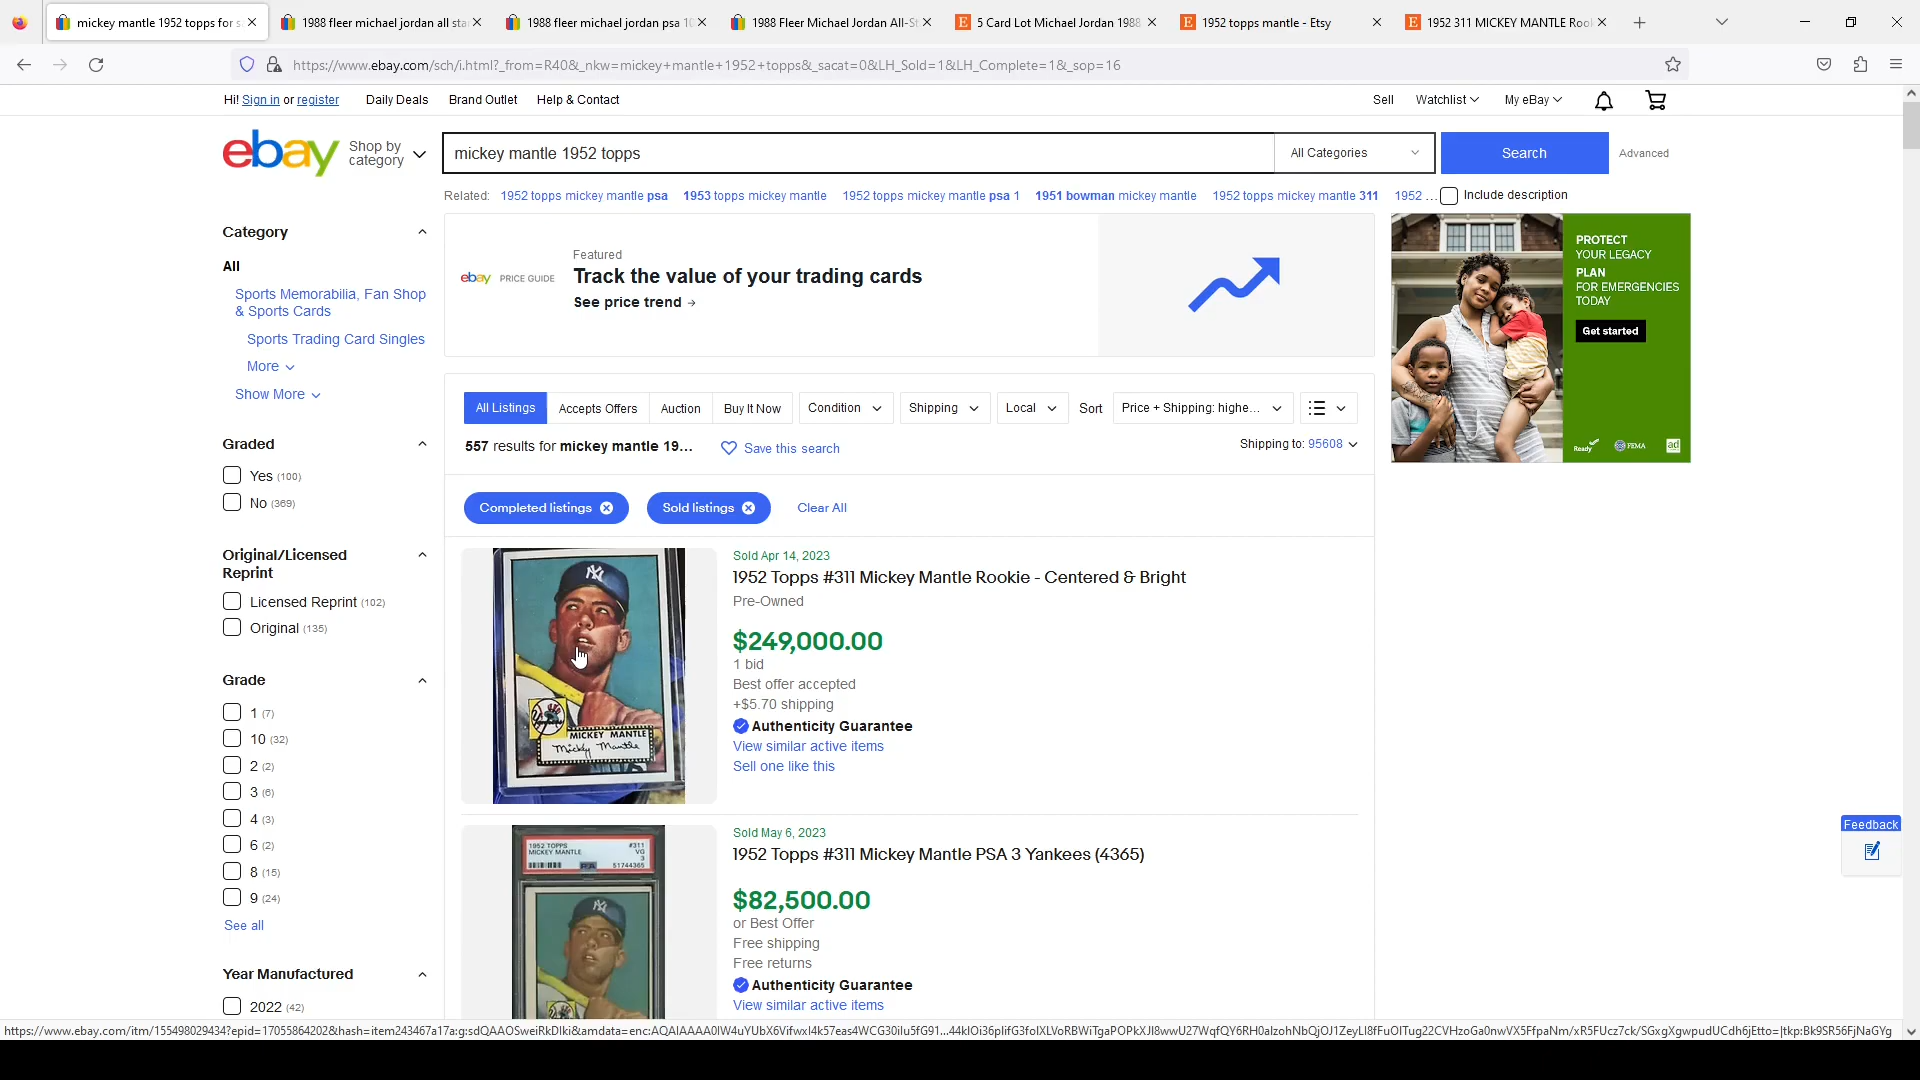 mickey mantle 1952 topps for s
1988 fleer michael jordan all sta
1988 fleer michael jordan psa 10
1988 Fleer Michael Jordan All-S
5 Card Lot Michael Jordan 1988
1952 topps mantle - Etsy
1952 311 MICKEY MANTLE Roo
https://www.ebay.com/sch/i.html?_from=R40&_nkw=mickey+mantle+1952+topps&_sacat=0&LH_Sold=1&LH_Complete=1&_sop=16
Hi! Sign in or register
Daily Deals
Brand Outlet
Help & Contact
Sell
Watchlist
My eBay
ebay
Shop by category
mickey mantle 1952 topps
All Categories
Search
Advanced
Related: 1952 topps mickey mantle psa 1953 topps mickey mantle 1952 topps mickey mantle psa 1 1951 bowman mickey mantle 1952 topps mickey mantle 311 1952 ...
Include description
Category
All
Sports Memorabilia, Fan Shop
& Sports Cards
Sports Trading Card Singles
More
Show More
Graded
Yes (100)
No (369)
Original/Licensed
Reprint
Licensed Reprint (102)
Original (135)
Grade
1 (7)
10 (32)
2 (2)
3 (6)
4 (3)
6 (2)
8 (15)
9 (24)
See all
Year Manufactured
2022 (42)
ebay PRICE GUIDE
Featured
Track the value of your trading cards
See price trend →
All Listings
Accepts Offers
Auction
Buy It Now
Condition
Shipping
Local
Sort
Price + Shipping: highe...
557 results for mickey mantle 19...
Save this search
Shipping to: 95608
Completed listings
Sold listings
Clear All
MICKEY MANTLE
Mickey Mantle
Sold Apr 14, 2023
1952 Topps #311 Mickey Mantle Rookie - Centered & Bright
Pre-Owned
$249,000.00
1 bid
Best offer accepted
+$5.70 shipping
Authenticity Guarantee
View similar active items
Sell one like this
1952 TOPPS #311
MICKEY MANTLE VG
3
PSA 51744365
Sold May 6, 2023
1952 Topps #311 Mickey Mantle PSA 3 Yankees (4365)
$82,500.00
or Best Offer
Free shipping
Free returns
Authenticity Guarantee
View similar active items
PROTECT
YOUR LEGACY
PLAN
FOR EMERGENCIES
TODAY
Get started
Ready
FEMA
ad
Feedback